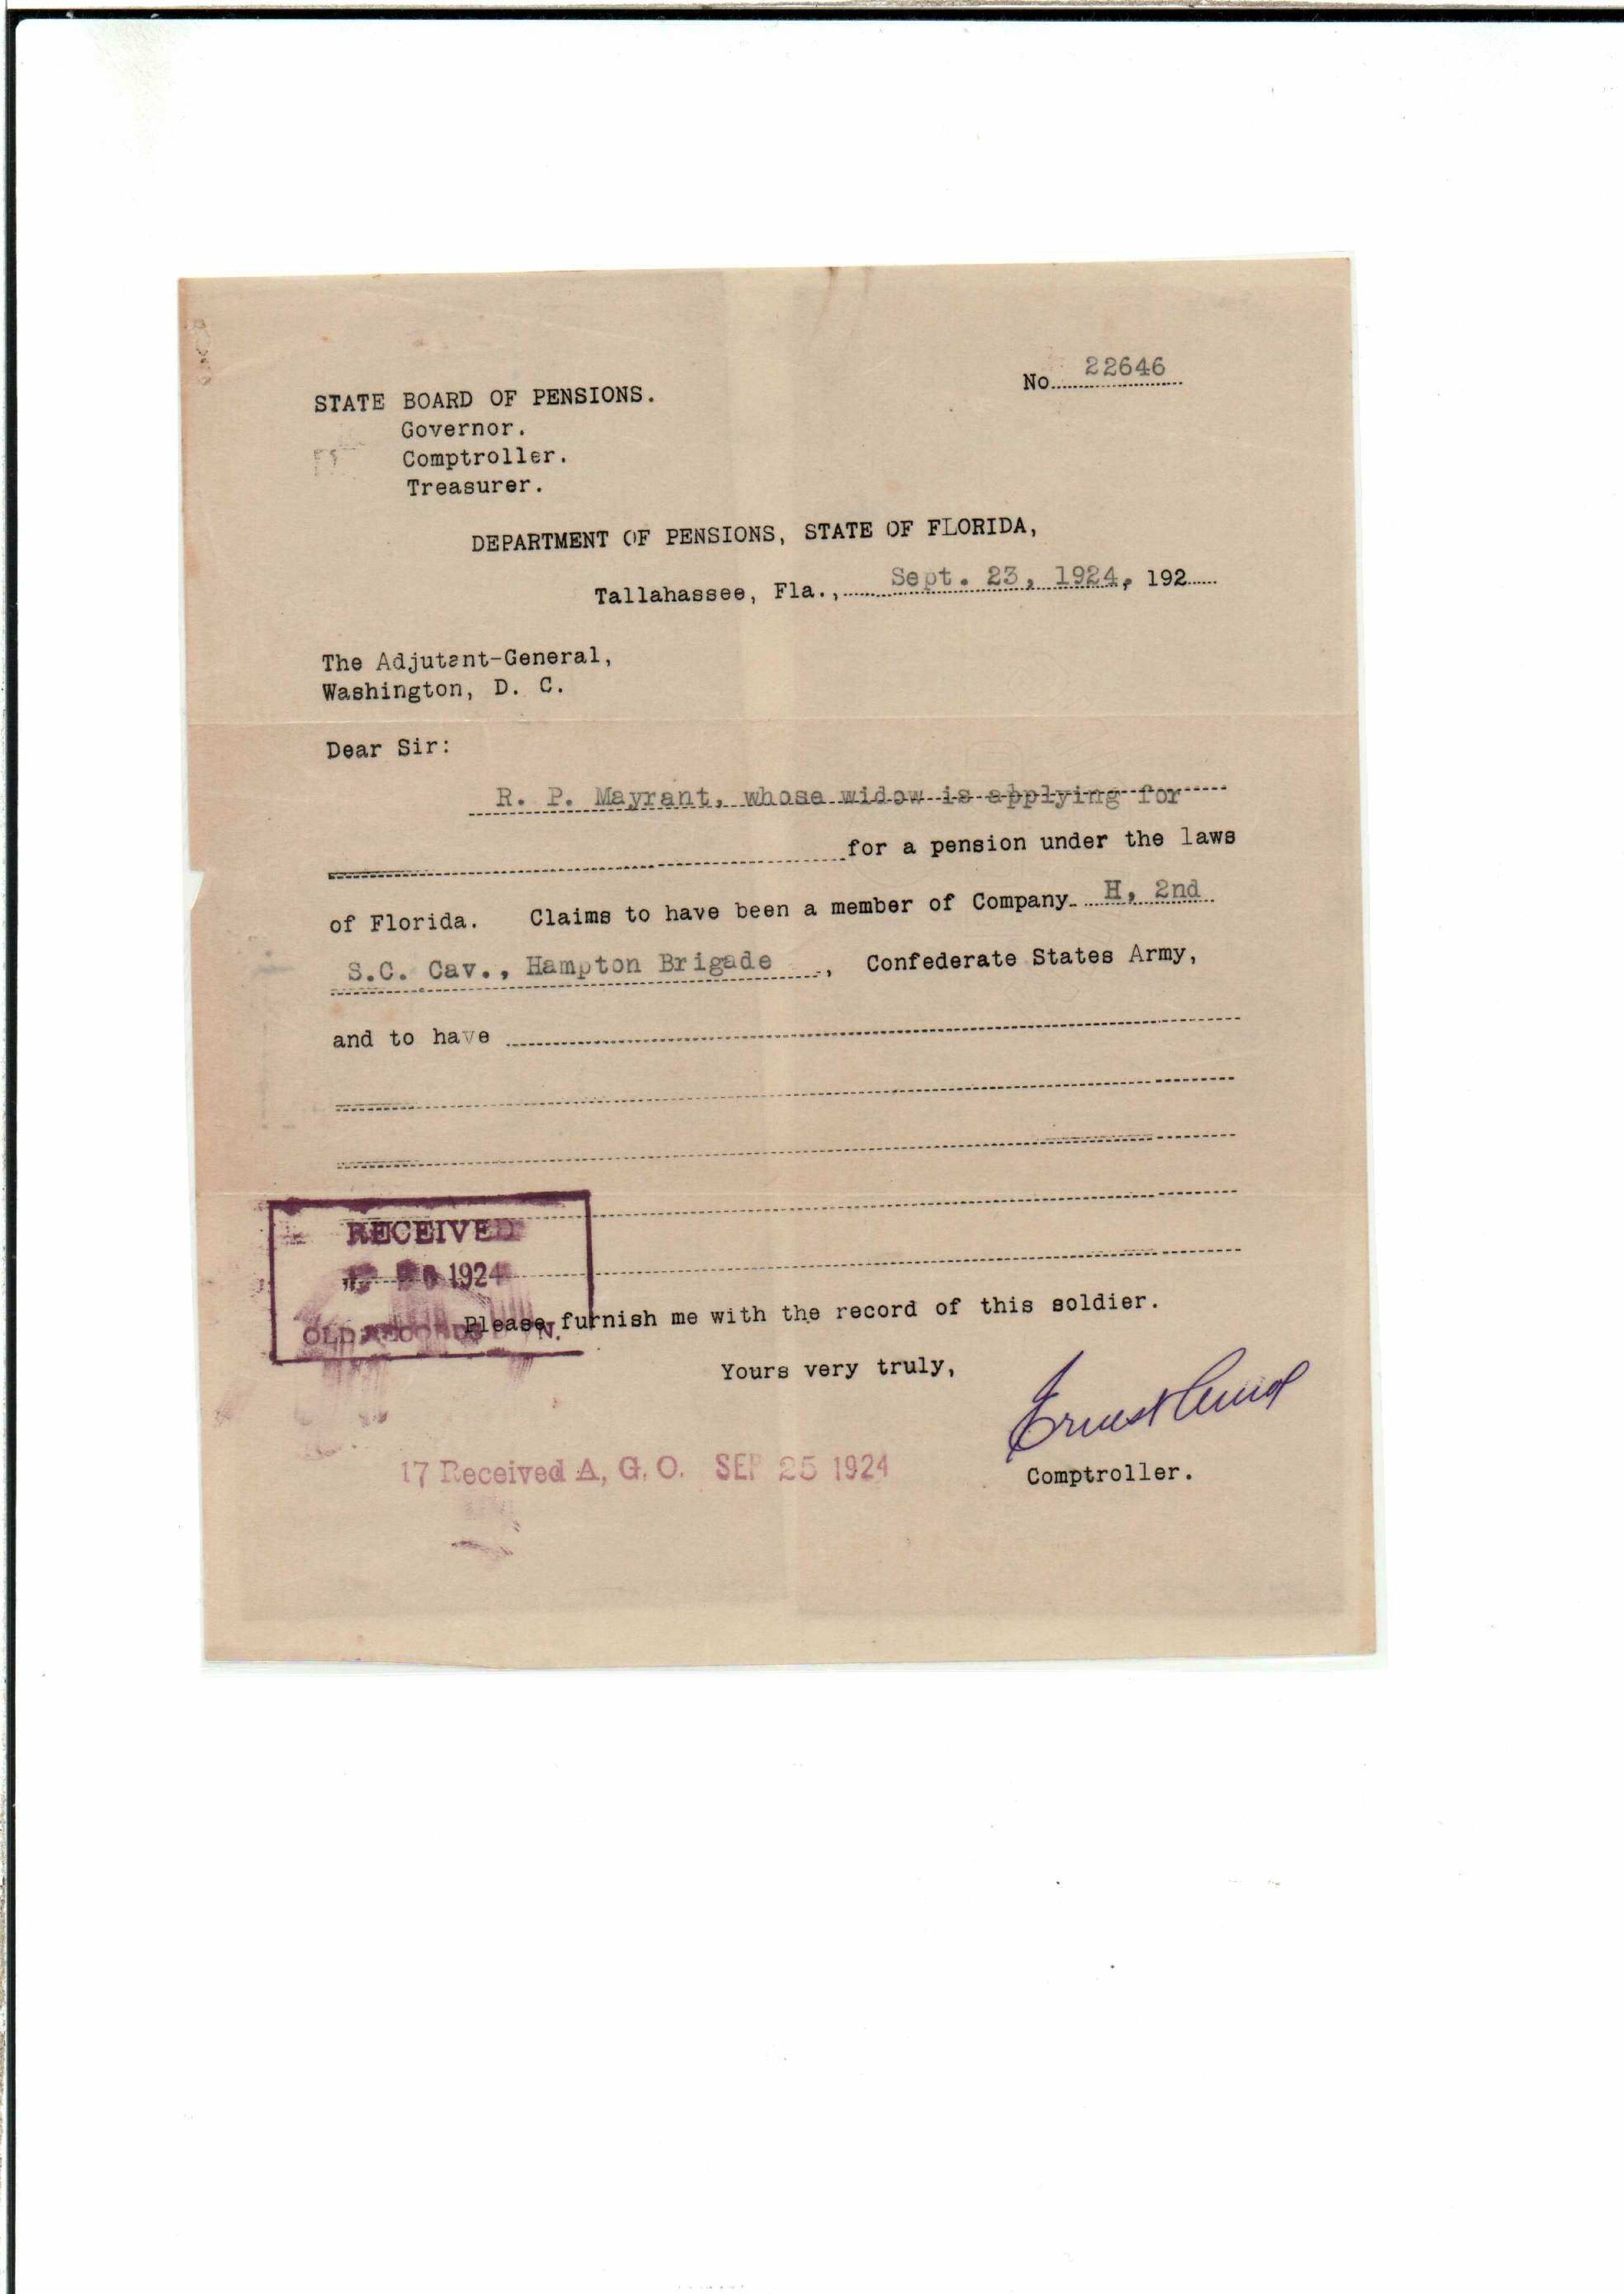 No. 22646
STATE BOARD OF PENSIONS.
Governor.
Comptroller.
Treasurer.
DEPARTMENT OF PENSIONS, STATE OF FLORIDA,
Tallahassee, Fla., Sept. 23, 1924, 192
The Adjutant-General,
Washington, D. C.
Dear Sir:
R. P. Mayrant, whose widow is applying for
for a pension under the laws
of Florida. Claims to have been a member of Company H, 2nd
S.C. Cav., Hampton Brigade, Confederate States Army,
and to have
RECEIVED
1924
OLD RECORDS
Please furnish me with the record of this soldier.
Yours very truly,
Ernest Amos
17 Received A, G. O. SEP 25 1924
Comptroller.